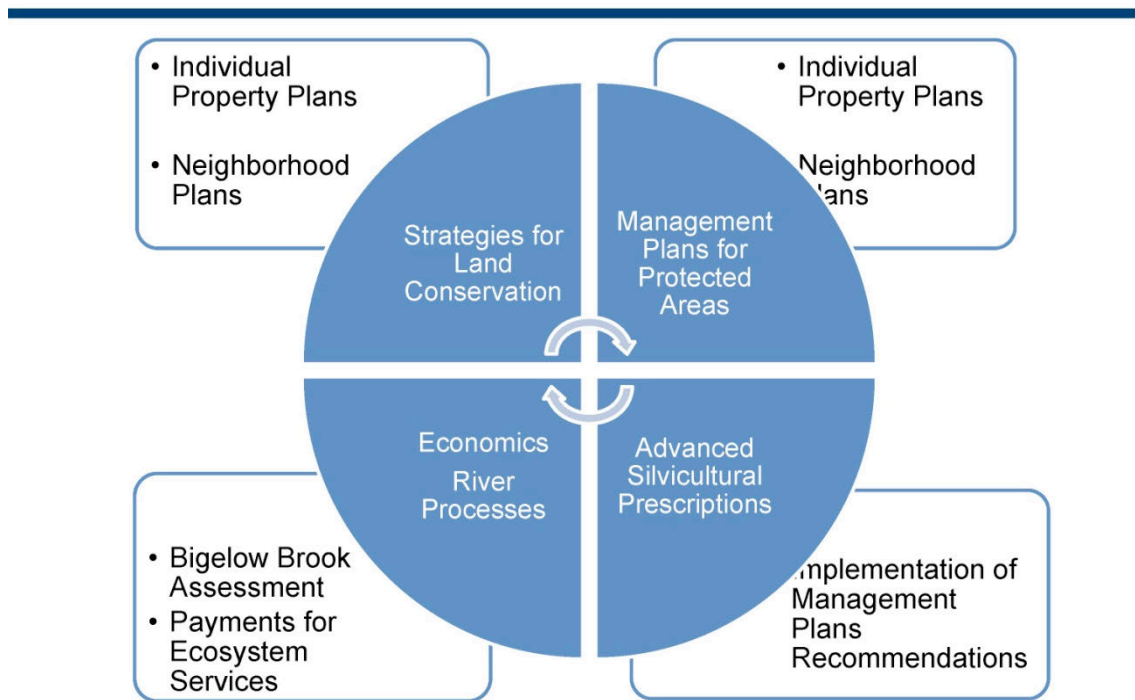 • Individual
Property Plans
• Neighborhood
Plans
• Individual
Property Plans
Neighborhood
lans
Strategies for
Land
Conservation
Management
Plans for
Protected
Areas
Economics
River
Processes
Advanced
Silvicultural
Prescriptions
• Bigelow Brook
Assessment
• Payments for
Ecosystem
Services
Implementation of
Management
Plans
Recommendations